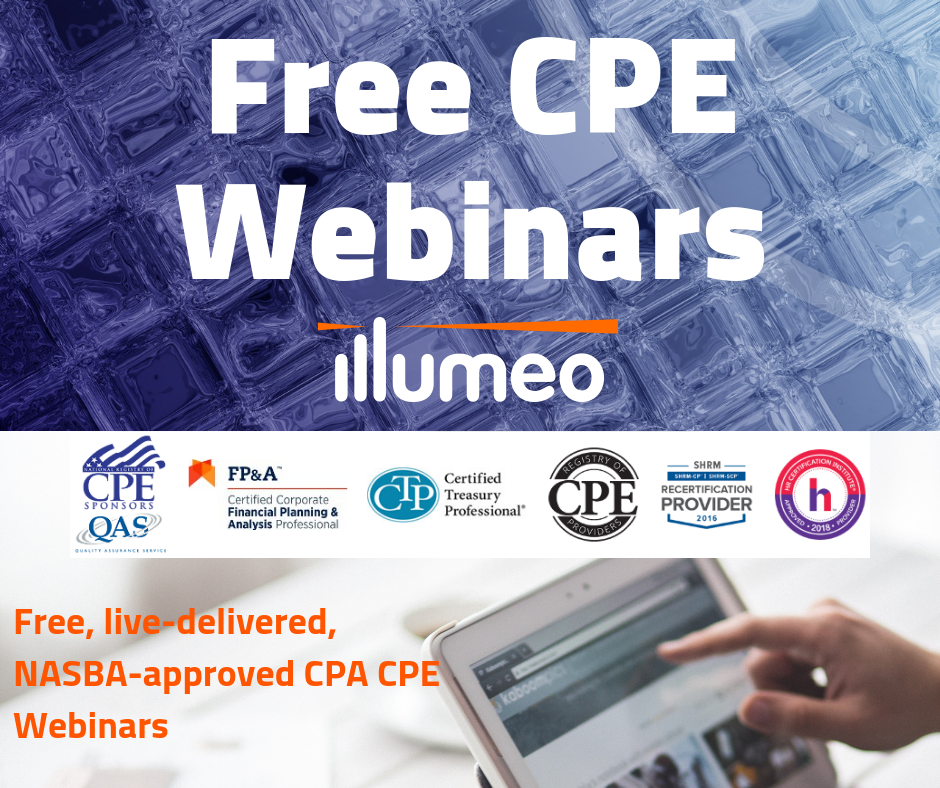 Free CPE
Webinars
illumeo
NATIONAL REGISTRY OF
CPE
SPONSORS
QAS
QUALITY ASSURANCE SERVICE
FP&A™
Certified Corporate
Financial Planning &
Analysis Professional
CTP
Certified
Treasury
Professional®
REGISTRY OF
CPE
PROVIDERS
SHRM
SHRM-CP® | SHRM-SCP®
RECERTIFICATION
PROVIDER
2016
HR CERTIFICATION INSTITUTE®
h
APPROVED • 2018 • PROVIDER
Free, live-delivered,
NASBA-approved CPA CPE
Webinars